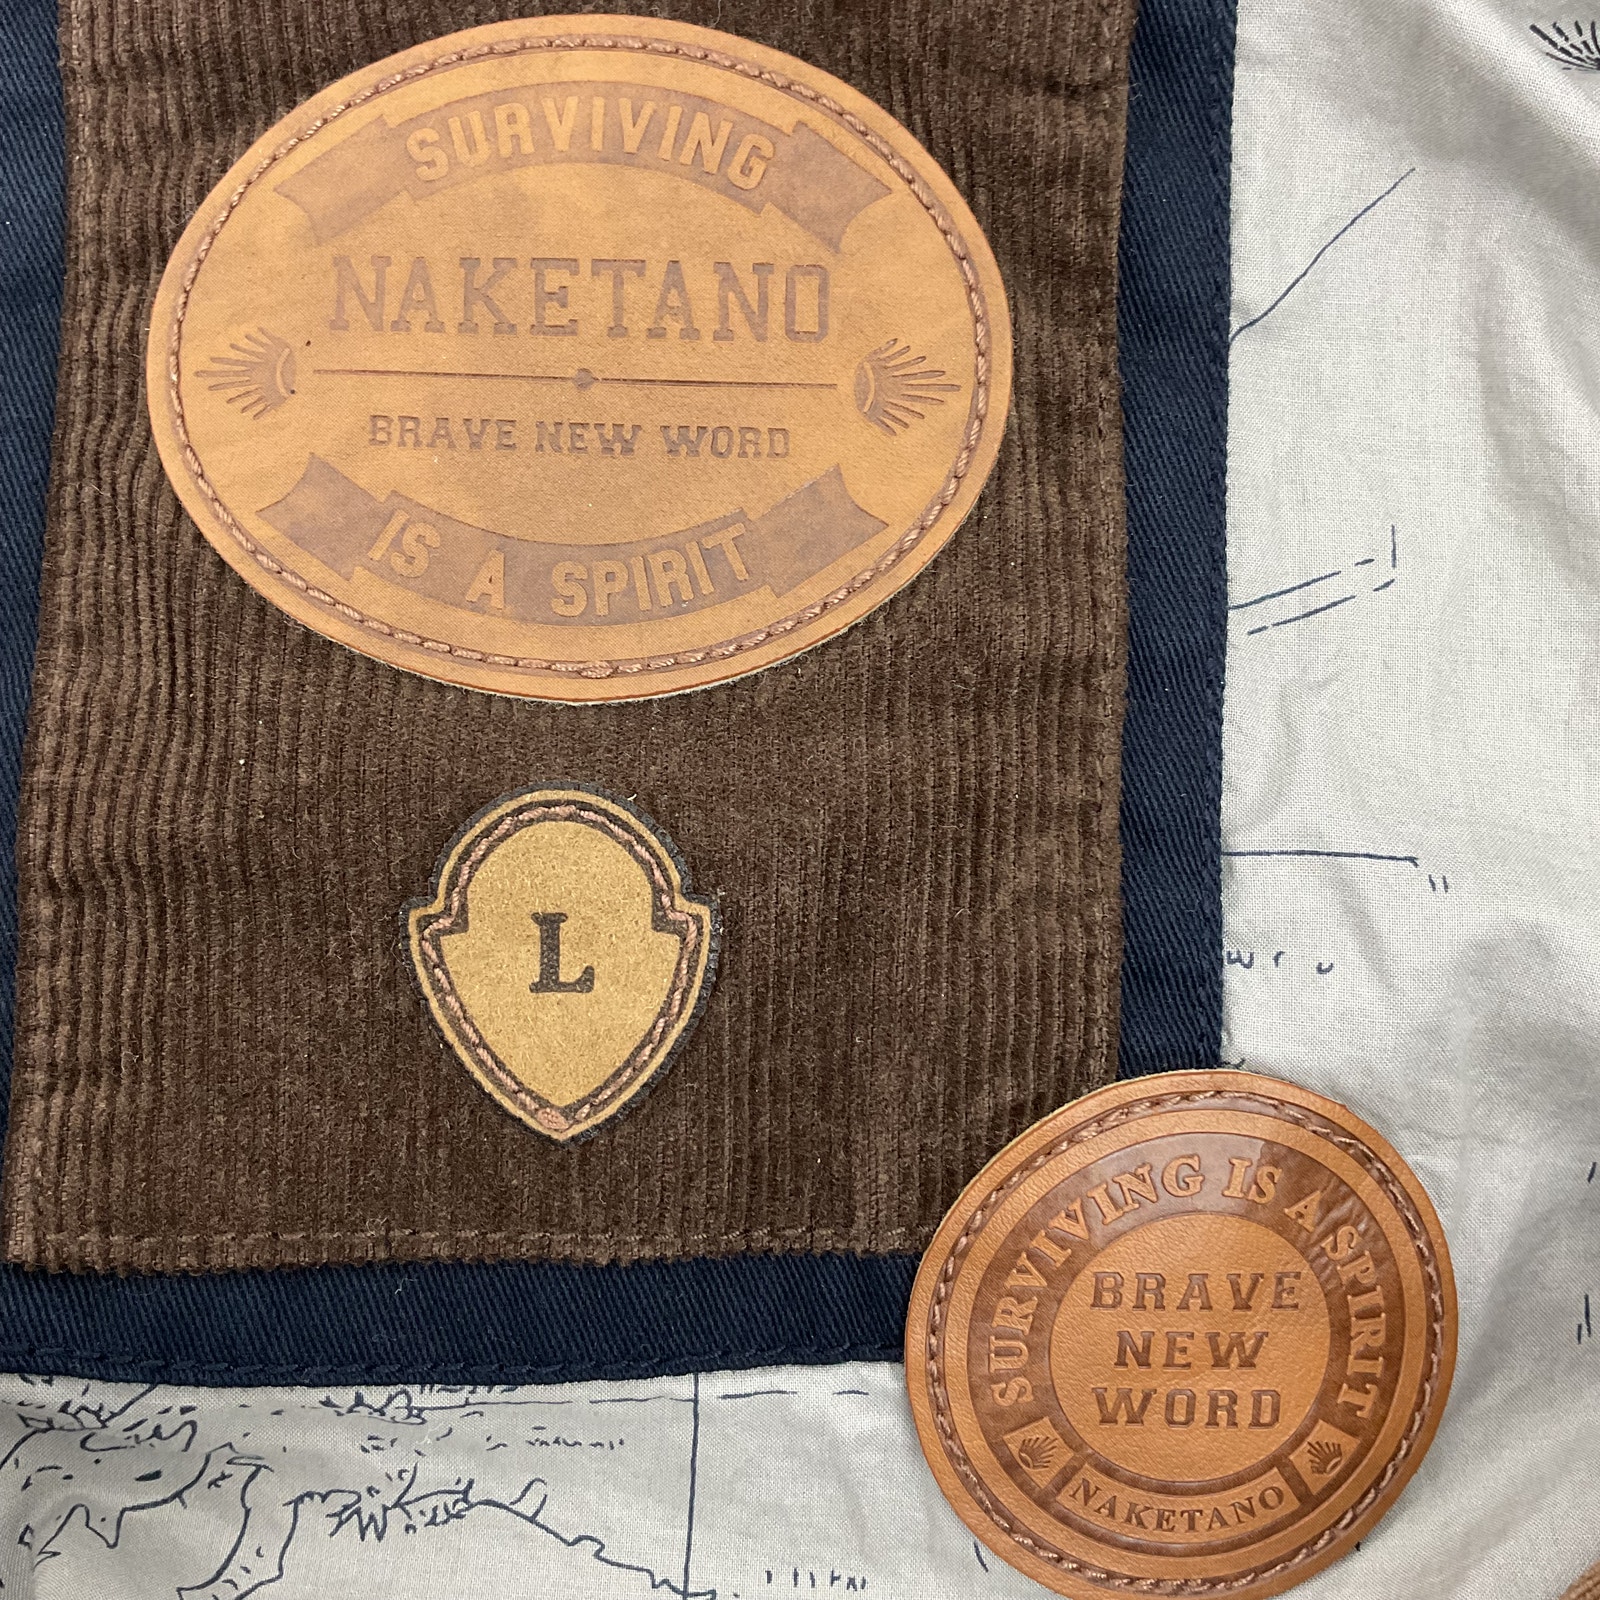 SURVIVING
NAKETANO
BRAVE NEW WORD
IS A SPIRIT
L
SURVIVING IS A SPIRIT
BRAVE
NEW
WORD
NAKETANO